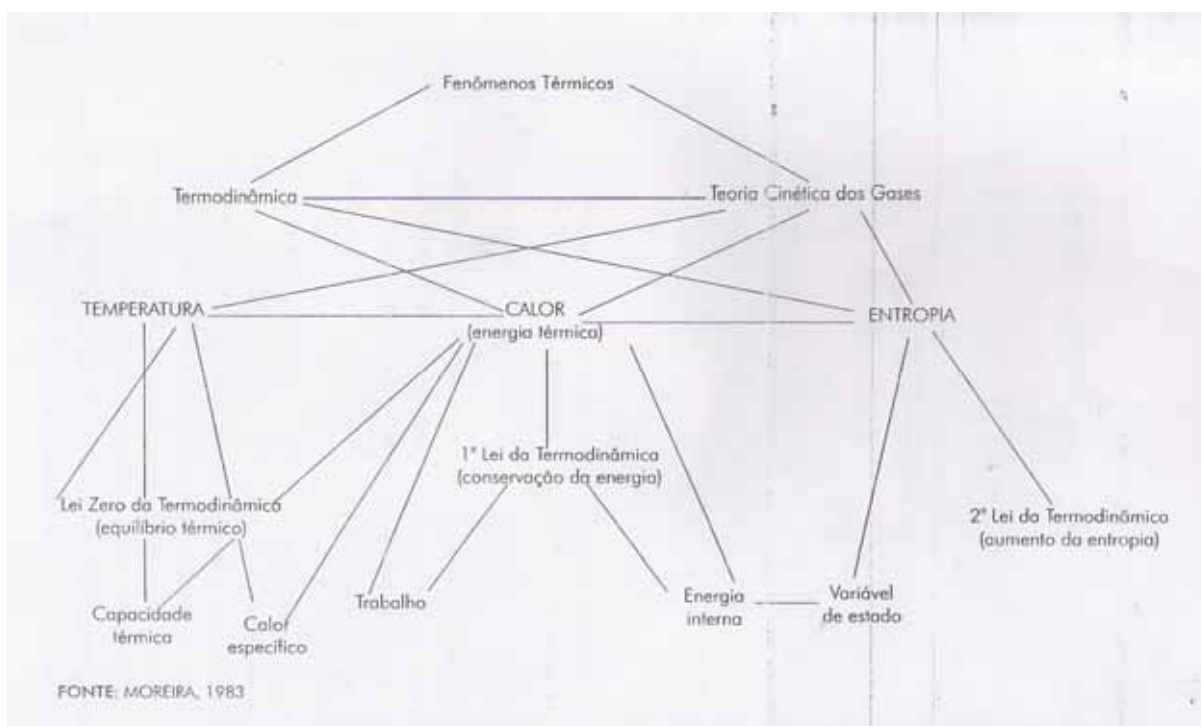 Fenômenos Térmicos
Termodinâmica
Teoria Cinética dos Gases
TEMPERATURA
CALOR
(energia térmica)
ENTROPIA
1ª Lei da Termodinâmica
(conservação da energia)
Lei Zero da Termodinâmica
(equilíbrio térmico)
2ª Lei da Termodinâmica
(aumento da entropia)
Capacidade
térmica
Calor
específico
Trabalho
Energia
interna
Variável
de estado
FONTE: MOREIRA, 1983